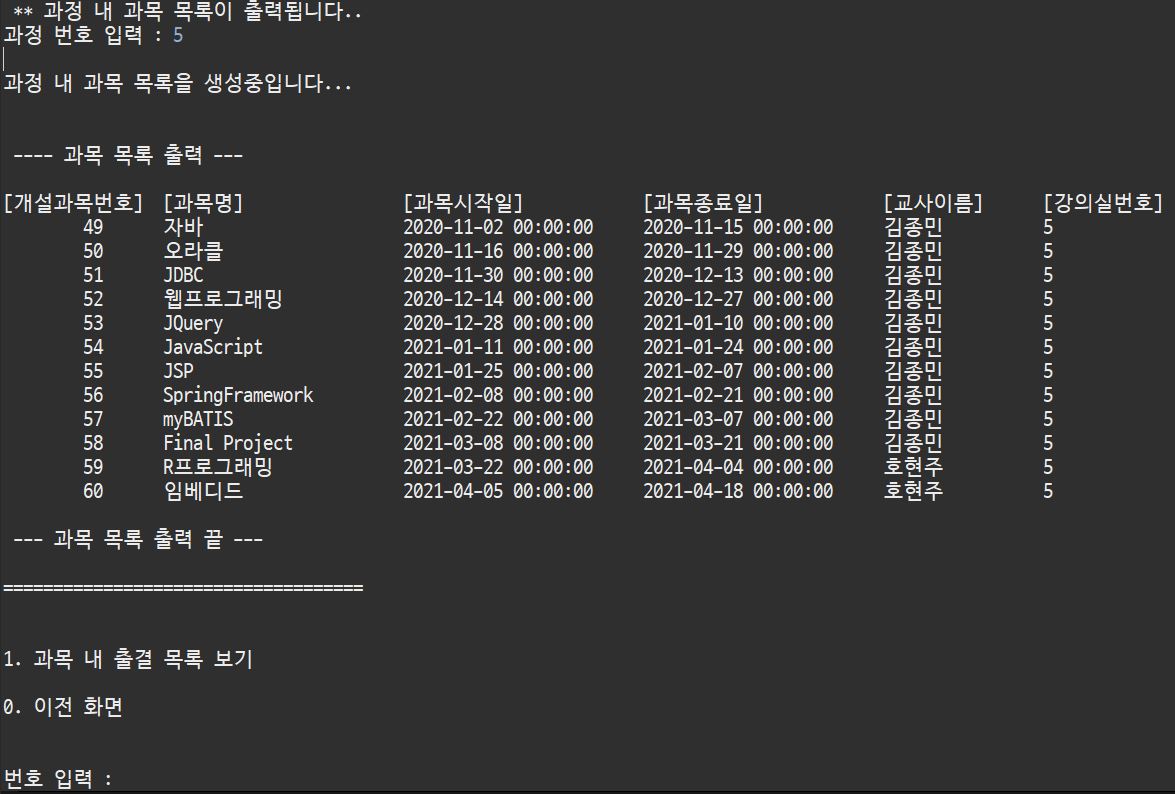 ** 과정 내 과목 목록이 출력됩니다..
과정 번호 입력 : 5
과정 내 과목 목록을 생성중입니다...
---- 과목 목록 출력 ---
[개설과목번호] [과목명] [과목시작일] [과목종료일] [교사이름] [강의실번호]
49 자바 2020-11-02 00:00:00 2020-11-15 00:00:00 김종민 5
50 오라클 2020-11-16 00:00:00 2020-11-29 00:00:00 김종민 5
51 JDBC 2020-11-30 00:00:00 2020-12-13 00:00:00 김종민 5
52 웹프로그래밍 2020-12-14 00:00:00 2020-12-27 00:00:00 김종민 5
53 JQuery 2020-12-28 00:00:00 2021-01-10 00:00:00 김종민 5
54 JavaScript 2021-01-11 00:00:00 2021-01-24 00:00:00 김종민 5
55 JSP 2021-01-25 00:00:00 2021-02-07 00:00:00 김종민 5
56 SpringFramework 2021-02-08 00:00:00 2021-02-21 00:00:00 김종민 5
57 myBATIS 2021-02-22 00:00:00 2021-03-07 00:00:00 김종민 5
58 Final Project 2021-03-08 00:00:00 2021-03-21 00:00:00 김종민 5
59 R프로그래밍 2021-03-22 00:00:00 2021-04-04 00:00:00 호현주 5
60 임베디드 2021-04-05 00:00:00 2021-04-18 00:00:00 호현주 5
--- 과목 목록 출력 끝 ---
====================================
1. 과목 내 출결 목록 보기
0. 이전 화면
번호 입력 :